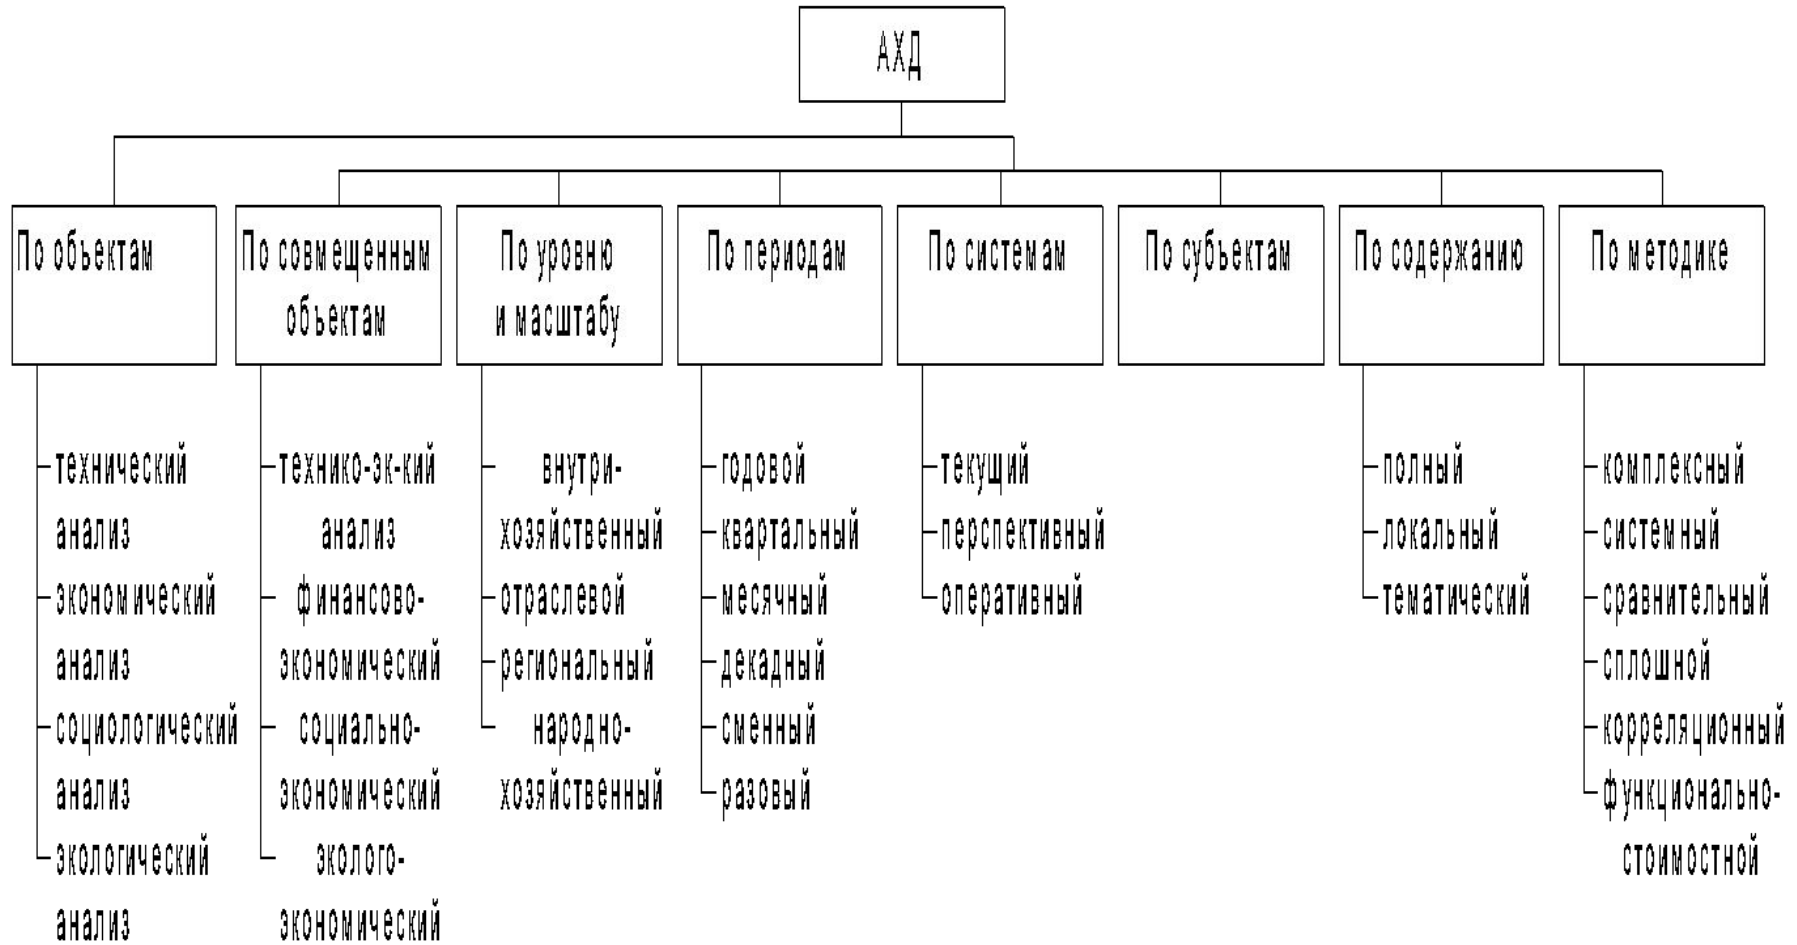 АХД
По объектам
технический
анализ
экономический
анализ
социологический
анализ
экологический
анализ
По совмещенным
объектам
технико-эк-кий
анализ
финансово-
экономический
социально-
экономический
эколого-
экономический
По уровню
и масштабу
внутри-
хозяйственный
отраслевой
региональный
народно-
хозяйственный
По периодам
годовой
квартальный
месячный
декадный
сменный
разовый
По системам
текущий
перспективный
оперативный
По субъектам
По содержанию
полный
локальный
тематический
По методике
комплексный
системный
сравнительный
сплошной
корреляционный
функционально-
стоимостной